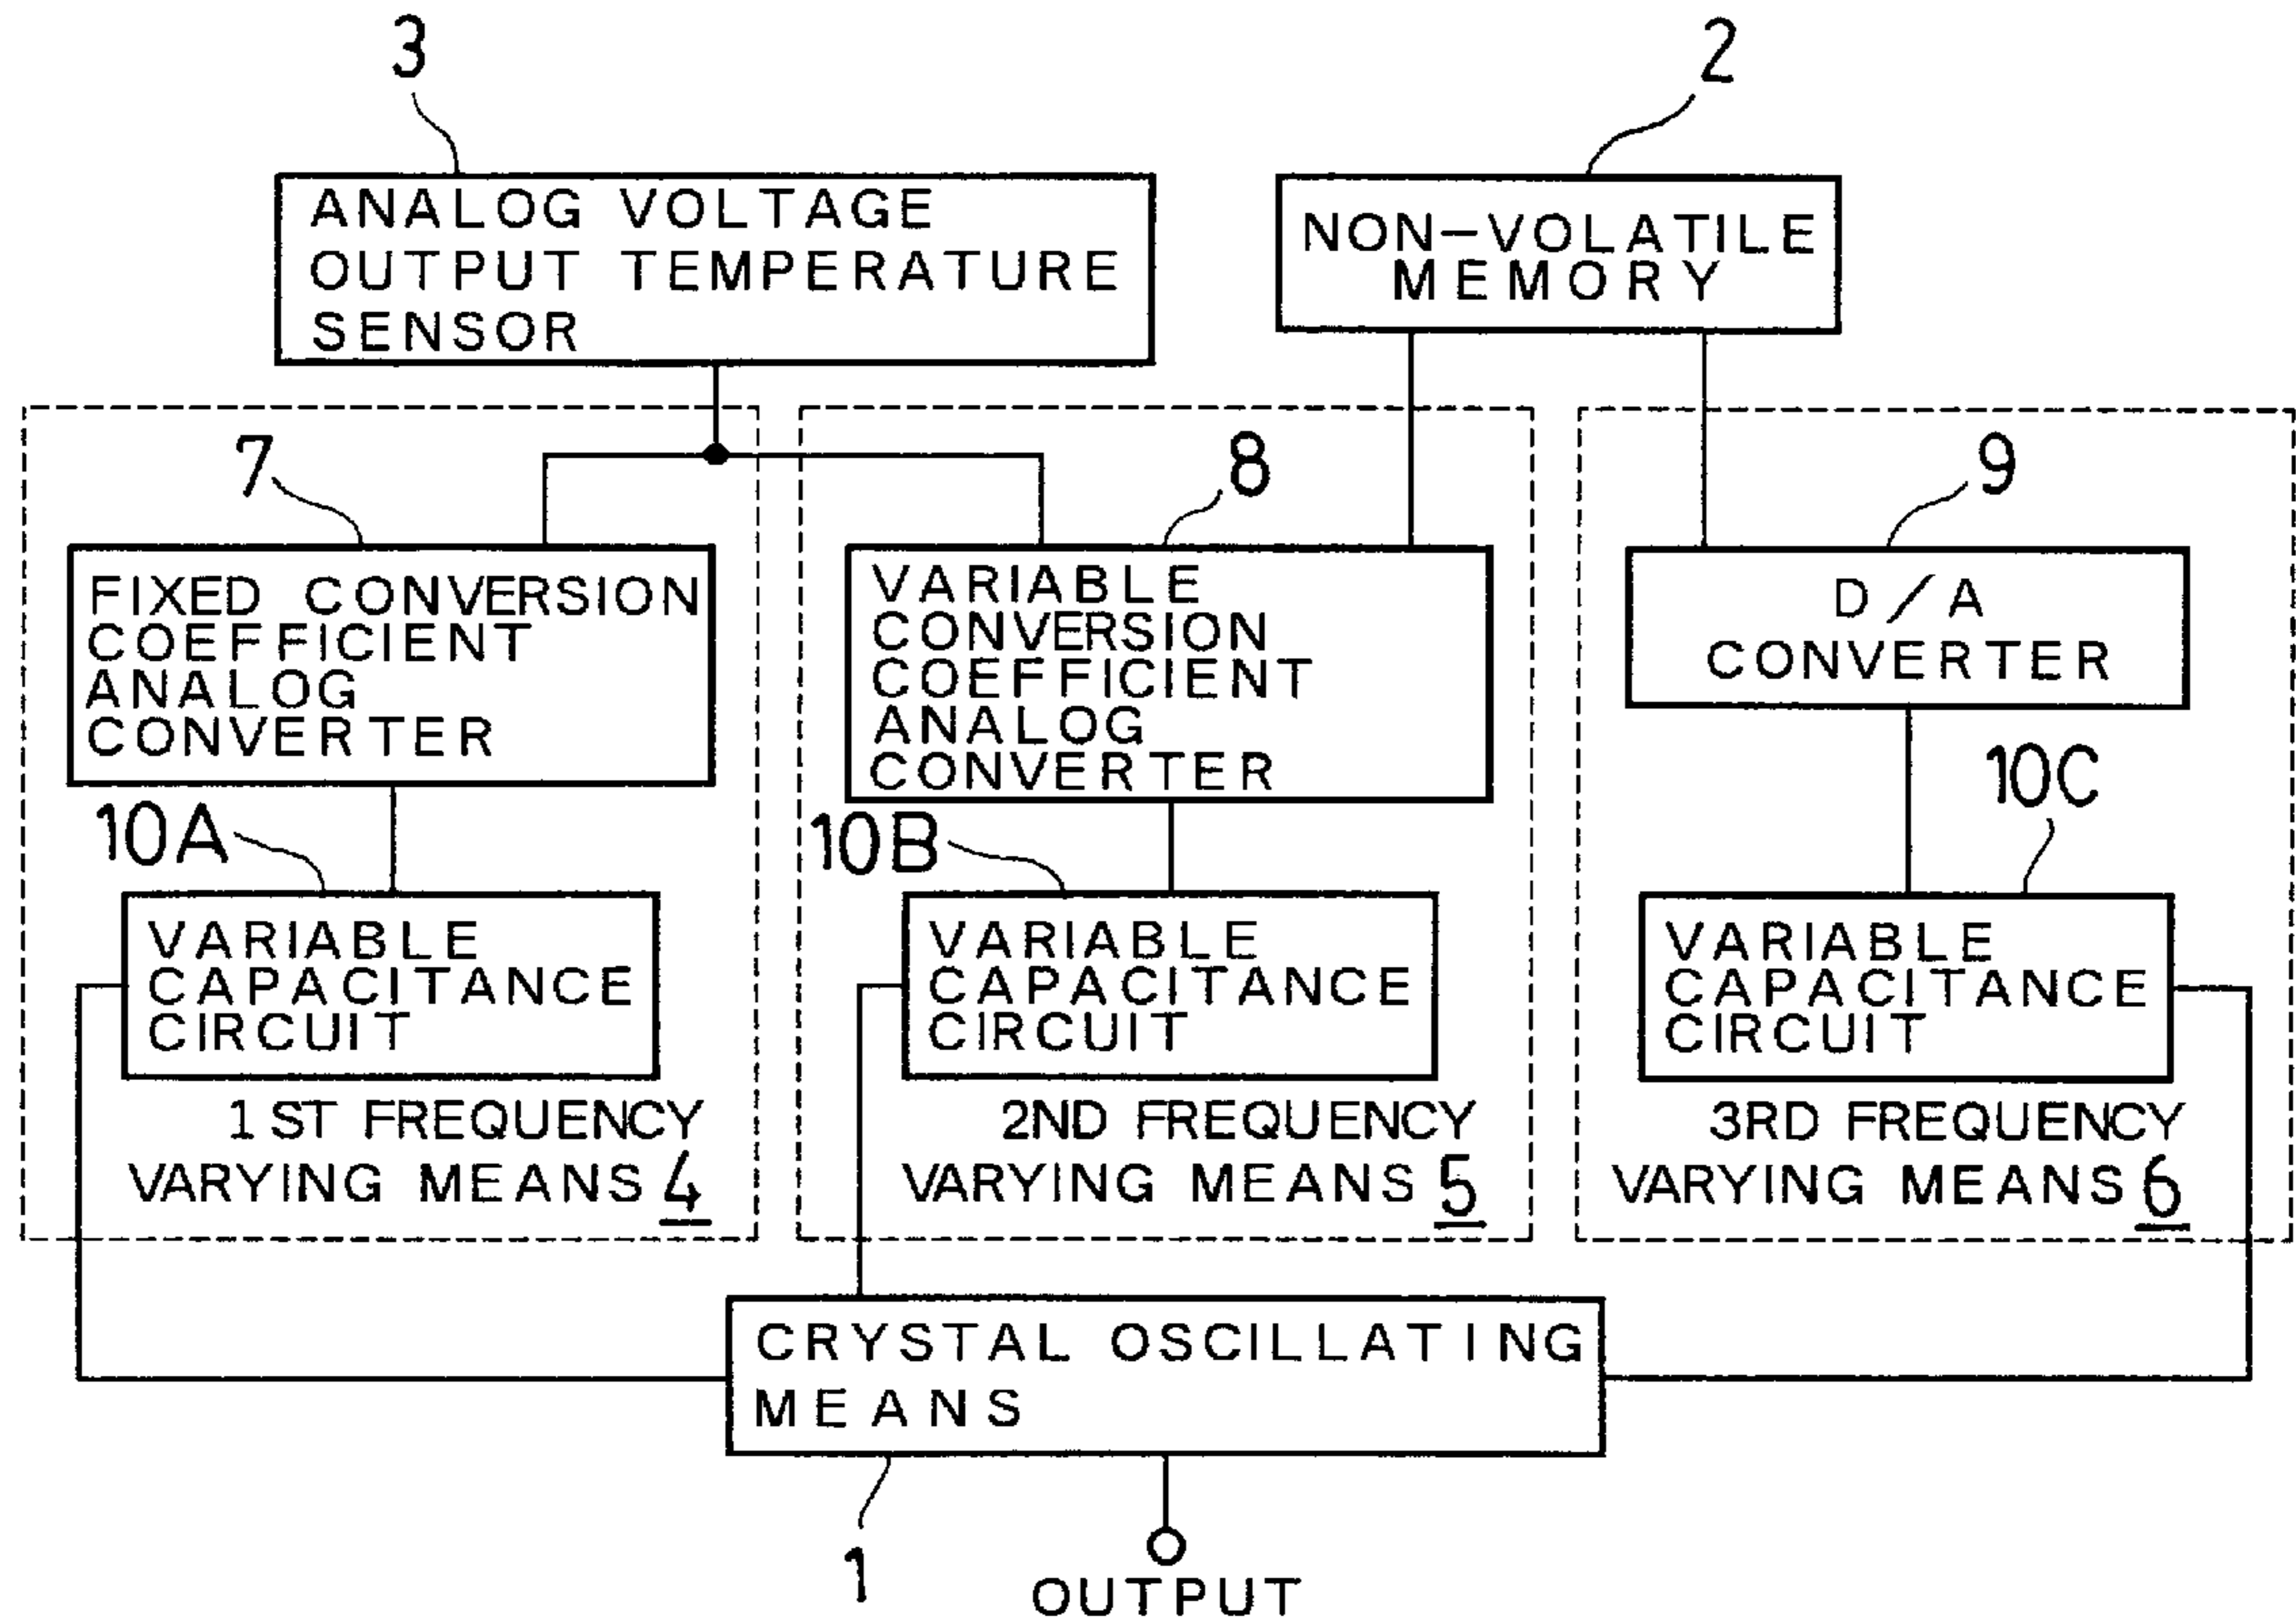 3
2
ANALOG VOLTAGE
OUTPUT TEMPERATURE
SENSOR
NON-VOLATILE
MEMORY
7
8
9
FIXED CONVERSION
COEFFICIENT
ANALOG
CONVERTER
VARIABLE
CONVERSION
COEFFICIENT
ANALOG
CONVERTER
D/A
CONVERTER
10A
10B
10C
VARIABLE
CAPACITANCE
CIRCUIT
VARIABLE
CAPACITANCE
CIRCUIT
VARIABLE
CAPACITANCE
CIRCUIT
1ST FREQUENCY
VARYING MEANS 4
2ND FREQUENCY
VARYING MEANS 5
3RD FREQUENCY
VARYING MEANS 6
CRYSTAL OSCILLATING
MEANS
1
OUTPUT